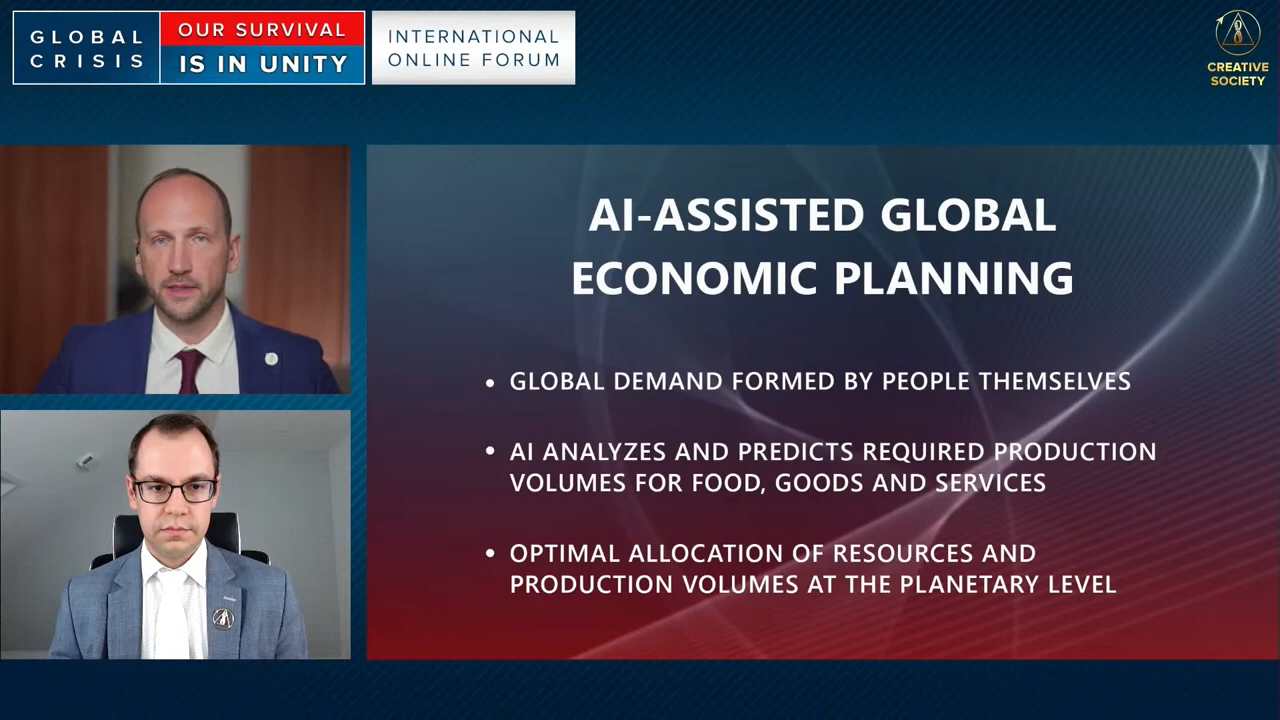 GLOBAL
CRISIS
OUR SURVIVAL
IS IN UNITY
INTERNATIONAL
ONLINE FORUM
CREATIVE
SOCIETY
AI-ASSISTED GLOBAL
ECONOMIC PLANNING
• GLOBAL DEMAND FORMED BY PEOPLE THEMSELVES
• AI ANALYZES AND PREDICTS REQUIRED PRODUCTION
VOLUMES FOR FOOD, GOODS AND SERVICES
• OPTIMAL ALLOCATION OF RESOURCES AND
PRODUCTION VOLUMES AT THE PLANETARY LEVEL